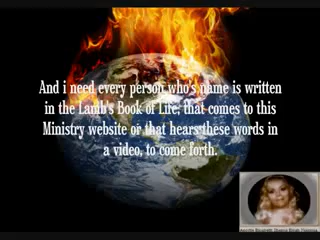 And i need every person who's name is written
in the Lamb's Book of Life, that comes to this
Ministry website or that hears these words in
a video, to come forth.